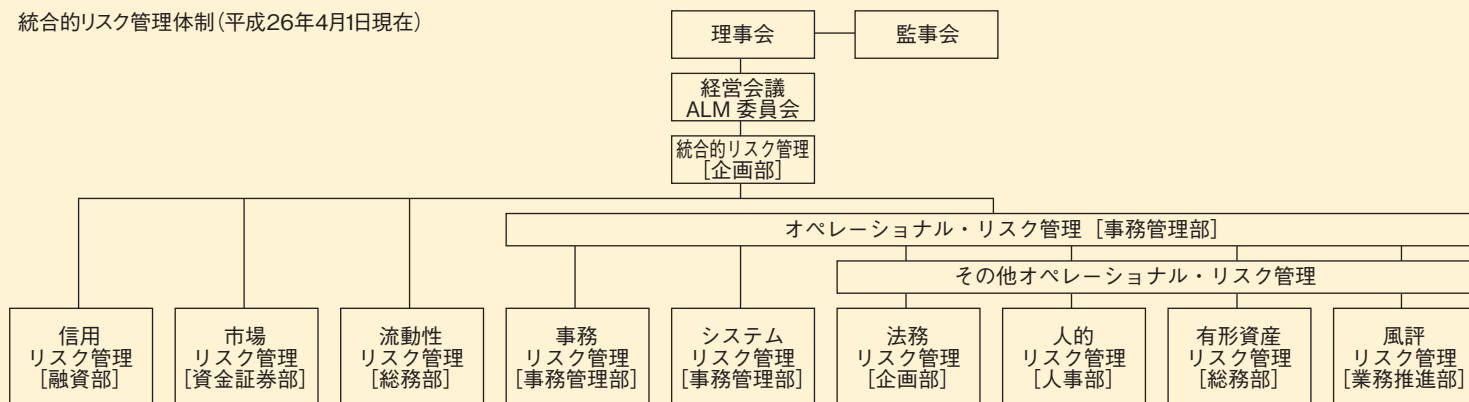 統合的リスク管理体制(平成26年4月1日現在)
理事会
監事会
経営会議
ALM 委員会
統合的リスク管理
[企画部]
オペレーショナル・リスク管理[事務管理部]
その他オペレーショナル・リスク管理
信用
リスク管理
[融資部]
市場
リスク管理
[資金証券部]
流動性
リスク管理
[総務部]
事務
リスク管理
[事務管理部]
システム
リスク管理
[事務管理部]
法務
リスク管理
[企画部]
人的
リスク管理
[人事部]
有形資産
リスク管理
[総務部]
風評
リスク管理
[業務推進部]